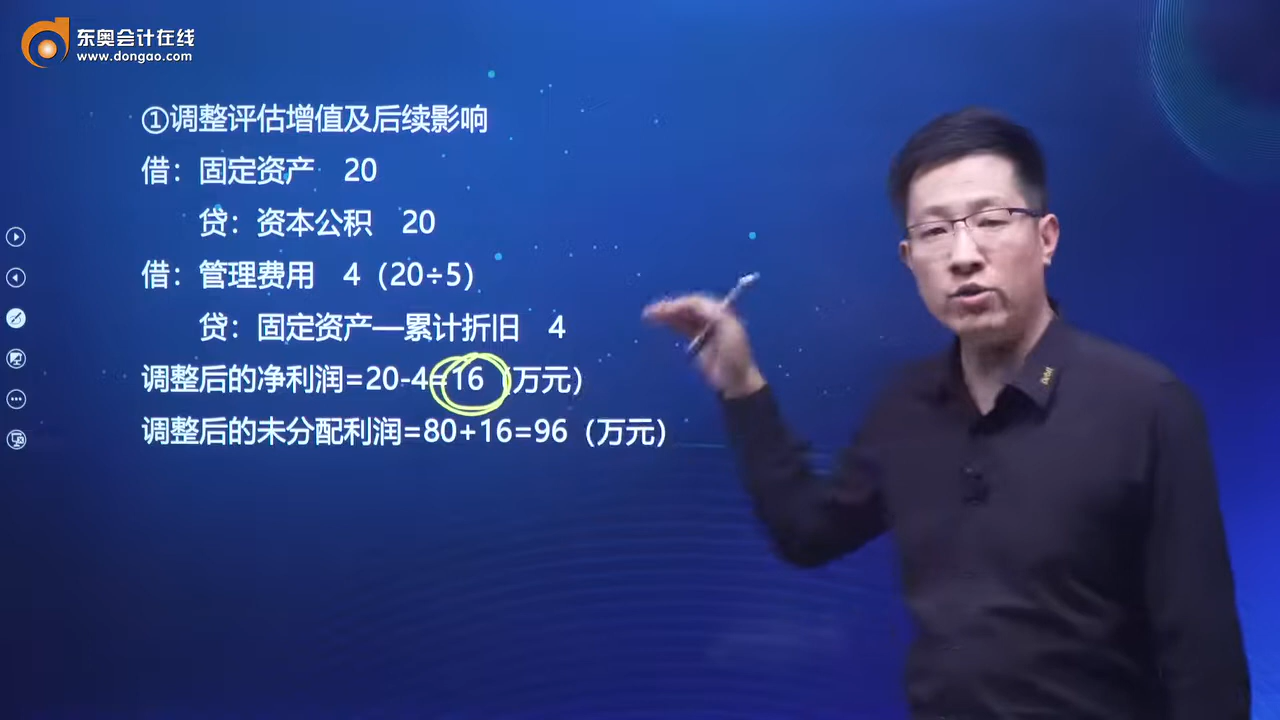 东奥会计在线
www.dongao.com
①调整评估增值及后续影响
借：固定资产 20
贷：资本公积 20
借：管理费用 4（20÷5）
贷：固定资产—累计折旧 4
调整后的净利润=20-4=16（万元）
调整后的未分配利润=80+16=96（万元）